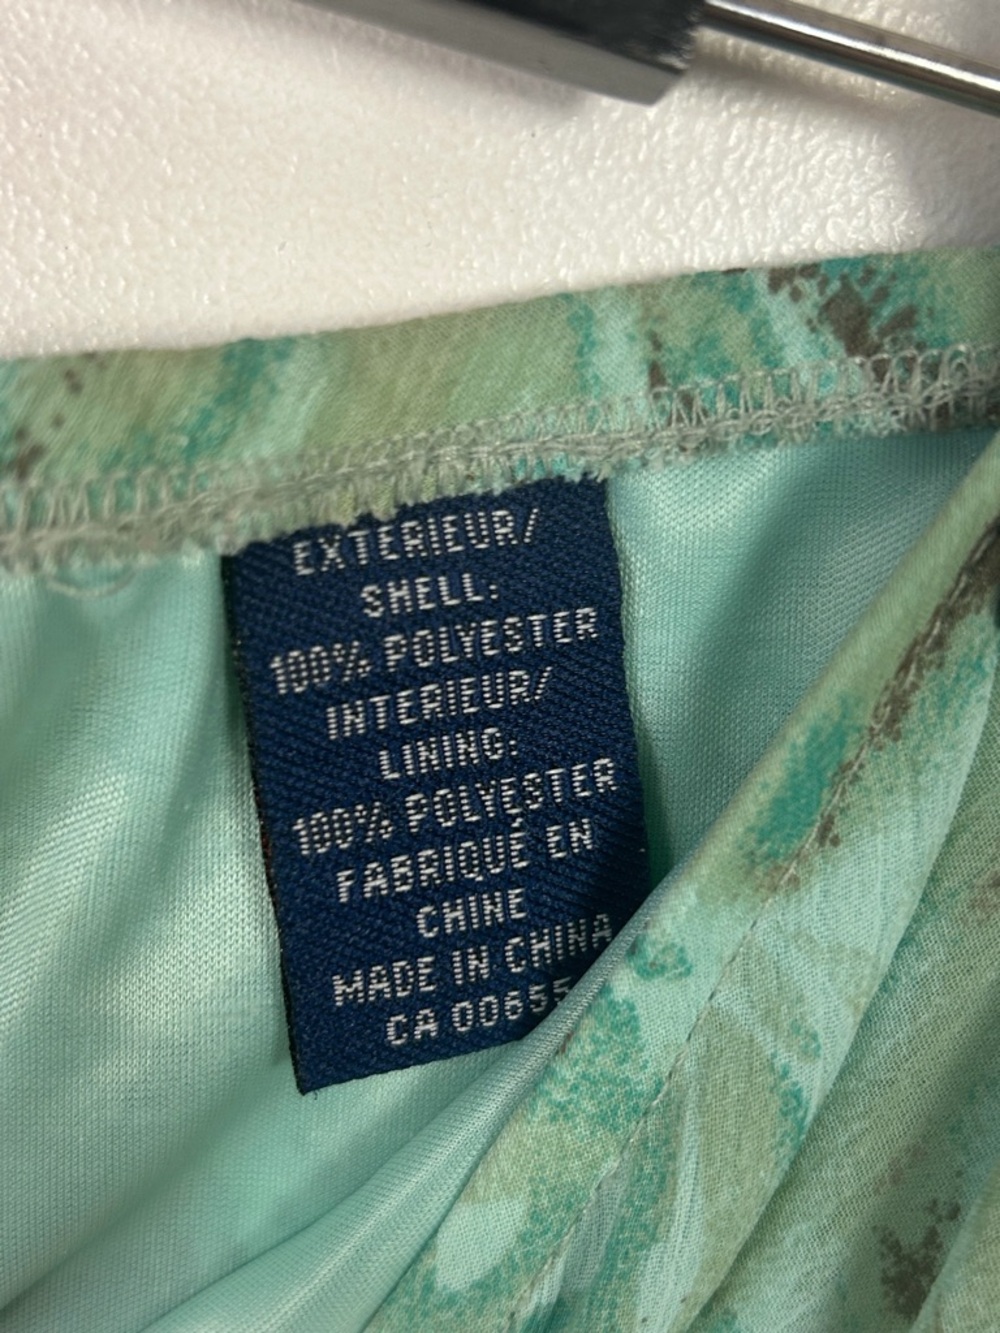 EXTERIEUR/
SHELL:
100% POLYESTER
INTERIEUR/
LINING:
100% POLYESTER
FABRIQUÉ EN
CHINE
MADE IN CHINA
CA 00655